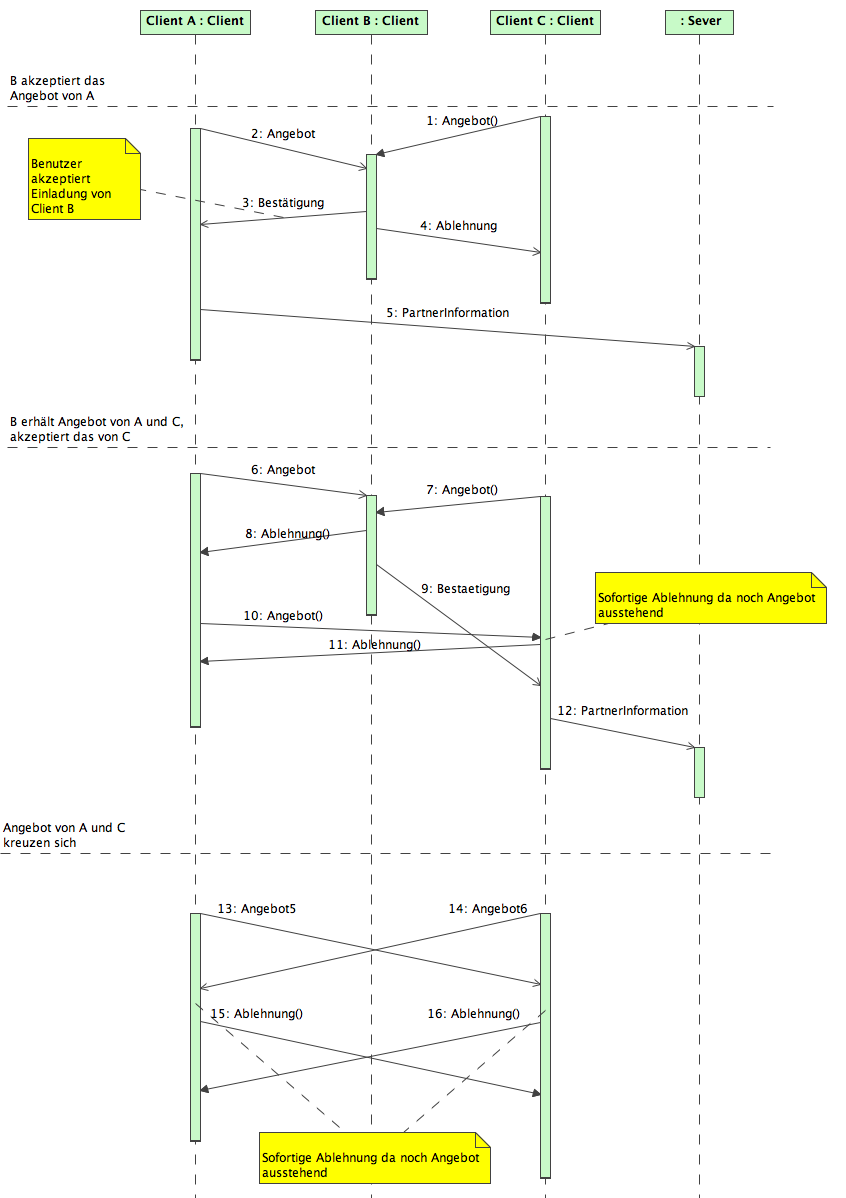 Client A : Client
Client B : Client
Client C : Client
: Sever
B akzeptiert das
Angebot von A
1: Angebot()
2: Angebot
Benutzer
akzeptiert
Einladung von
Client B
3: Bestätigung
4: Ablehnung
5: PartnerInformation
B erhält Angebot von A und C,
akzeptiert das von C
6: Angebot
7: Angebot()
8: Ablehnung()
9: Bestaetigung
Sofortige Ablehnung da noch Angebot
ausstehend
10: Angebot()
11: Ablehnung()
12: PartnerInformation
Angebot von A und C
kreuzen sich
13: Angebot5
14: Angebot6
15: Ablehnung()
16: Ablehnung()
Sofortige Ablehnung da noch Angebot
ausstehend